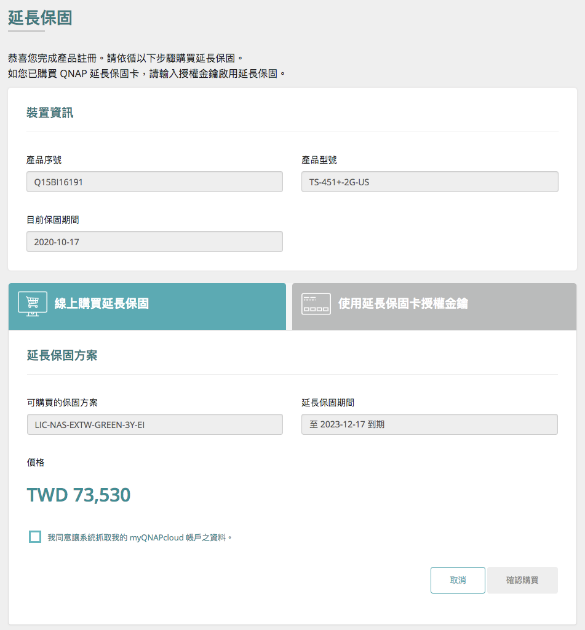 延長保固
恭喜您完成產品註冊。請依循以下步驟購買延長保固。
如您已購買 QNAP 延長保固卡，請輸入授權金鑰啟用延長保固。
裝置資訊
產品序號
產品型號
Q15BI16191
TS-451+-2G-US
目前保固期間
2020-10-17
線上購買延長保固
使用延長保固卡授權金鑰
延長保固方案
可購買的保固方案
延長保固期間
LIC-NAS-EXTW-GREEN-3Y-EI
至 2023-12-17 到期
價格
TWD 73,530
我同意讓系統抓取我的 myQNAPcloud 帳戶之資料。
取消
確認購買